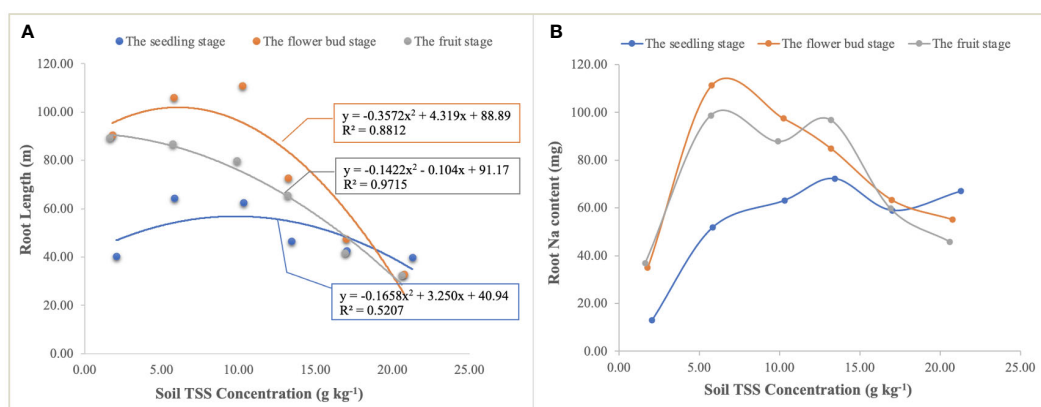 A
The seedling stage The flower bud stage The fruit stage
120.00
100.00
80.00
60.00
40.00
20.00
0.00
Root Length (m)
y = -0.3572x² + 4.319x + 88.89
R² = 0.8812
y = -0.1422x² - 0.104x + 91.17
R² = 0.9715
y = -0.1658x² + 3.250x + 40.94
R² = 0.5207
0.00 5.00 10.00 15.00 20.00 25.00
Soil TSS Concentration (g kg⁻¹)
B
The seedling stage The flower bud stage The fruit stage
120.00
100.00
80.00
60.00
40.00
20.00
0.00
Root Na content (mg)
0.00 5.00 10.00 15.00 20.00 25.00
Soil TSS Concentration (g kg⁻¹)